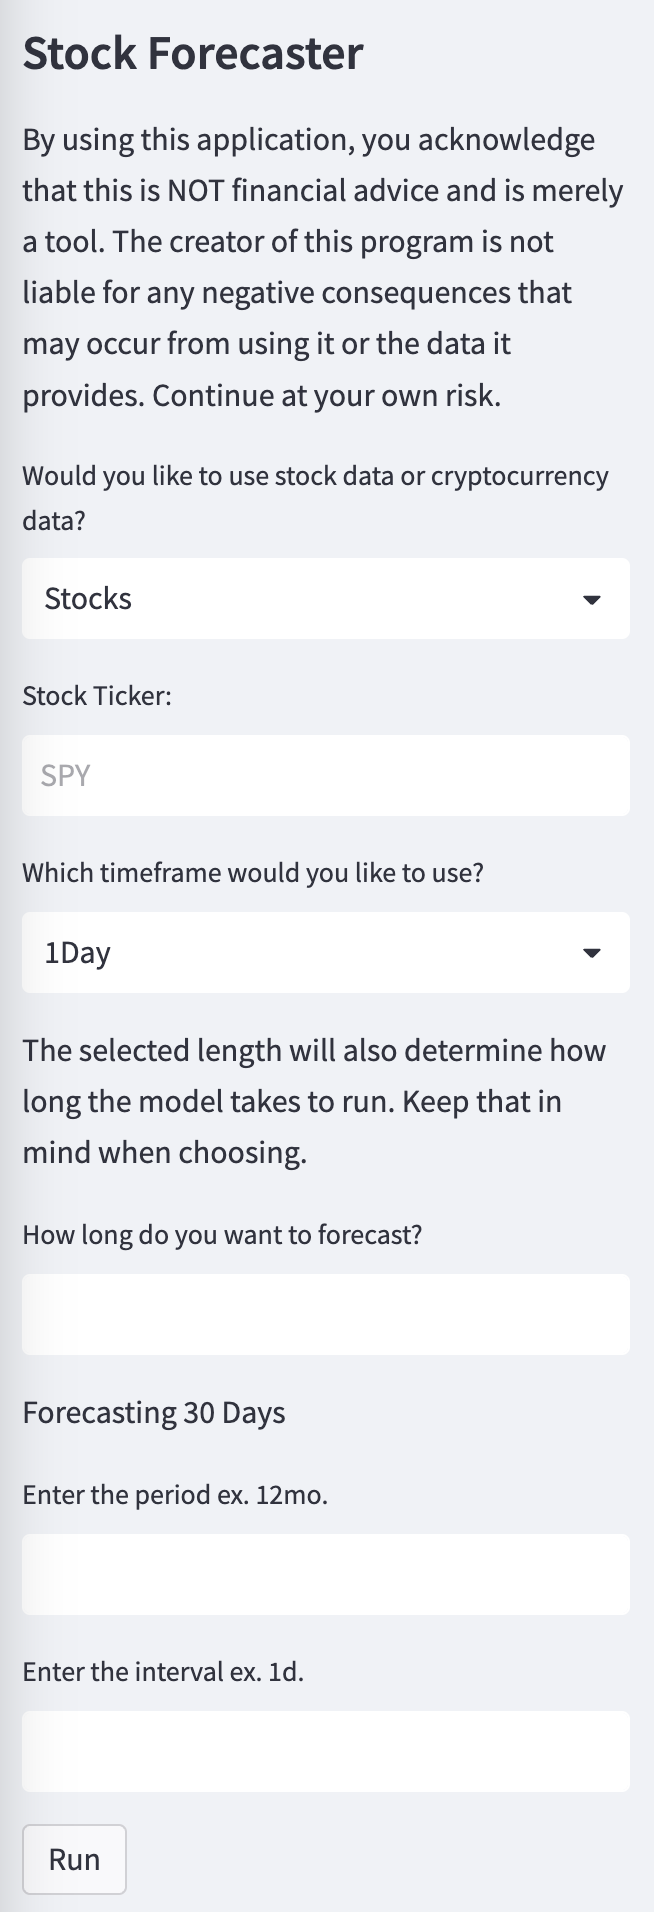 Stock Forecaster
By using this application, you acknowledge
that this is NOT financial advice and is merely
a tool. The creator of this program is not
liable for any negative consequences that
may occur from using it or the data it
provides. Continue at your own risk.
Would you like to use stock data or cryptocurrency
data?
Stocks
Stock Ticker:
SPY
Which timeframe would you like to use?
1Day
The selected length will also determine how
long the model takes to run. Keep that in
mind when choosing.
How long do you want to forecast?
Forecasting 30 Days
Enter the period ex. 12mo.
Enter the interval ex. 1d.
Run